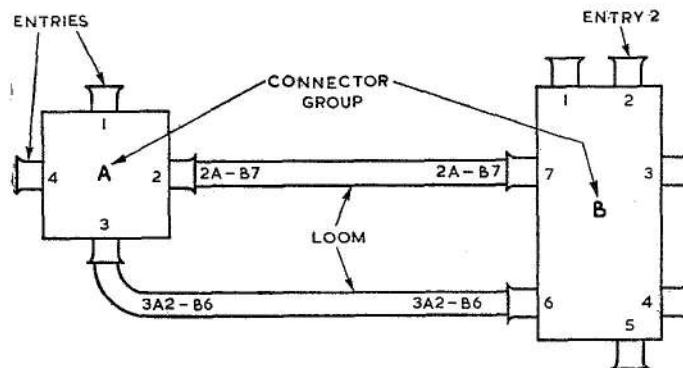 ENTRIES
ENTRY 2
CONNECTOR
GROUP
1
1
2
4
A
2
2A-B7
2A-B7
7
3
B
3
LOOM
3A2-B6
3A2-B6
6
4
5